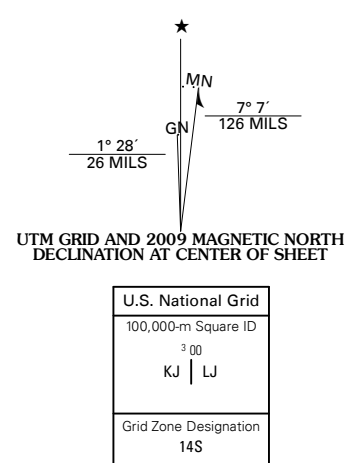 ★
MN
GN
7° 7´
126 MILS
1° 28´
26 MILS
UTM GRID AND 2009 MAGNETIC NORTH
DECLINATION AT CENTER OF SHEET
U.S. National Grid
100,000-m Square ID
3 00
KJ LJ
Grid Zone Designation
14S